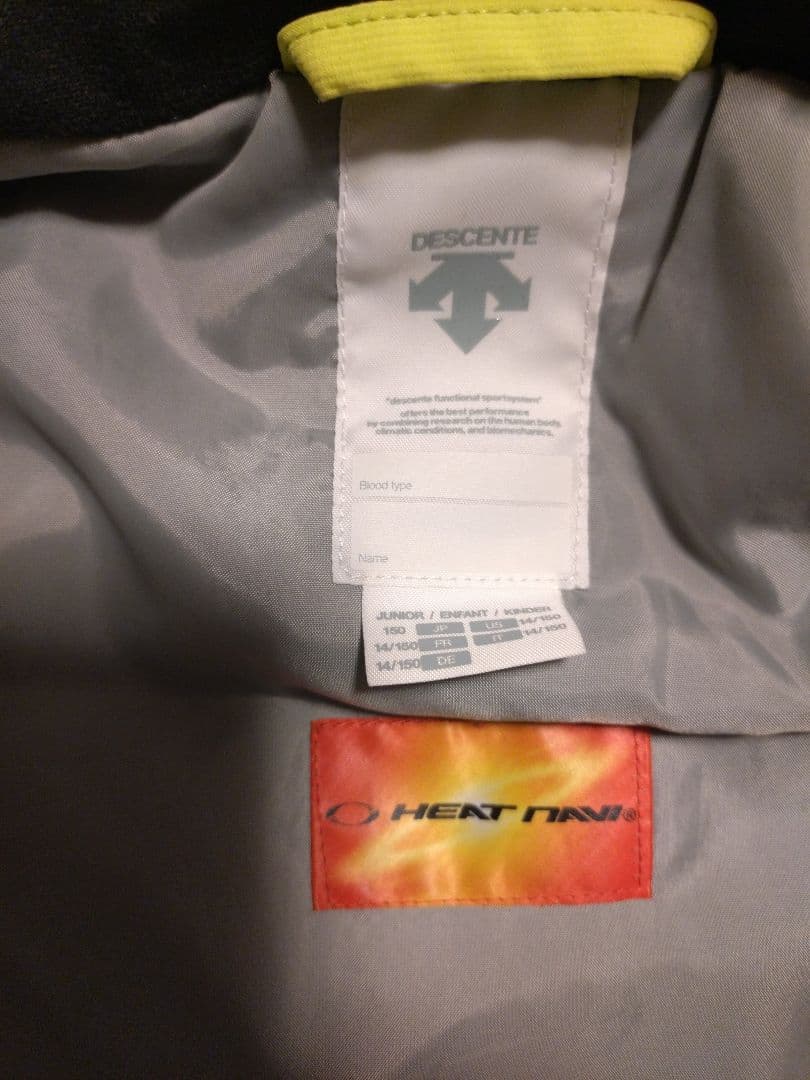 DESCENTE
"descente functional sportsystem"
offers the best performance
by combining research on the human body,
climatic conditions, and biomechanics.
Blood type
Name
JUNIOR / ENFANT / KINDER
150 JP US 14/150
14/150 FR IT 14/150
14/150 DE
HEAT NAVI®